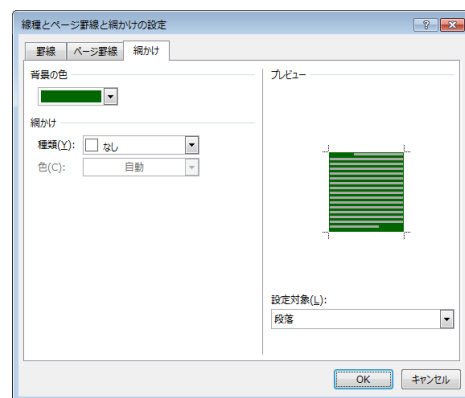 線種とページ罫線と網かけの設定
罫線
ページ罫線
網かけ
背景の色
網かけ
種類(Y):
なし
色(C):
自動
プレビュー
設定対象(L):
段落
OK
キャンセル